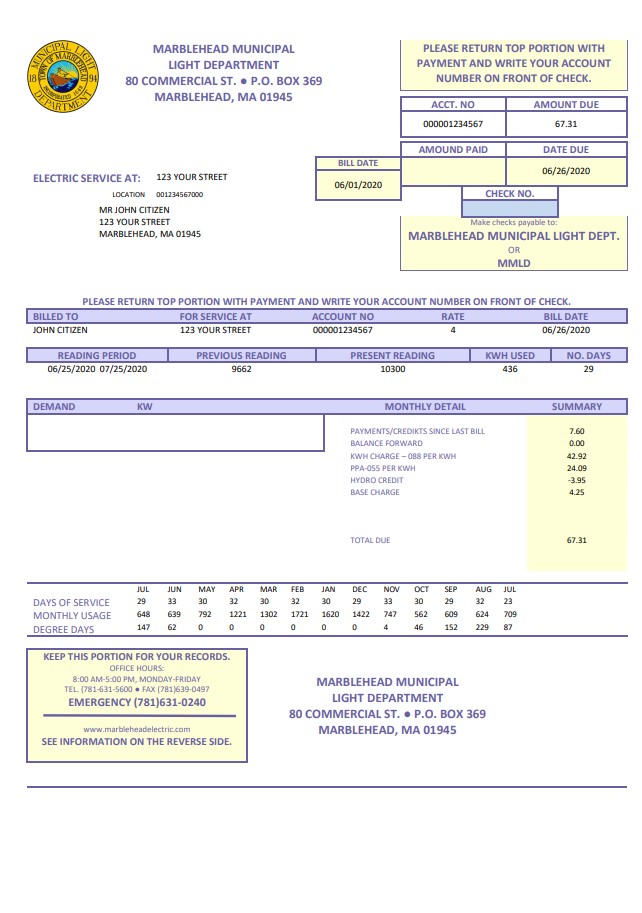 MUNICIPAL LIGHT
TOWN OF MARBLEHEAD
18 94
DEPARTMENT
MARBLEHEAD MUNICIPAL
LIGHT DEPARTMENT
80 COMMERCIAL ST. ● P.O. BOX 369
MARBLEHEAD, MA 01945
PLEASE RETURN TOP PORTION WITH
PAYMENT AND WRITE YOUR ACCOUNT
NUMBER ON FRONT OF CHECK.
ACCT. NO AMOUNT DUE
000001234567 67.31
AMOUND PAID DATE DUE
06/26/2020
BILL DATE
06/01/2020
CHECK NO.
ELECTRIC SERVICE AT: 123 YOUR STREET
LOCATION 001234567000
MR JOHN CITIZEN
123 YOUR STREET
MARBLEHEAD, MA 01945
Make checks payable to:
MARBLEHEAD MUNICIPAL LIGHT DEPT.
OR
MMLD
PLEASE RETURN TOP PORTION WITH PAYMENT AND WRITE YOUR ACCOUNT NUMBER ON FRONT OF CHECK.
BILLED TO FOR SERVICE AT ACCOUNT NO RATE BILL DATE
JOHN CITIZEN 123 YOUR STREET 000001234567 4 06/26/2020
READING PERIOD PREVIOUS READING PRESENT READING KWH USED NO. DAYS
06/25/2020 07/25/2020 9662 10300 436 29
DEMAND KW MONTHLY DETAIL SUMMARY
PAYMENTS/CREDIKTS SINCE LAST BILL 7.60
BALANCE FORWARD 0.00
KWH CHARGE – 088 PER KWH 42.92
PPA-055 PER KWH 24.09
HYDRO CREDIT -3.95
BASE CHARGE 4.25
TOTAL DUE 67.31
JUL JUN MAY APR MAR FEB JAN DEC NOV OCT SEP AUG JUL
DAYS OF SERVICE 29 33 30 32 30 32 30 29 33 30 29 32 23
MONTHLY USAGE 648 639 792 1221 1302 1721 1620 1422 747 562 609 624 709
DEGREE DAYS 147 62 0 0 0 0 0 0 4 46 152 229 87
KEEP THIS PORTION FOR YOUR RECORDS.
OFFICE HOURS:
8:00 AM-5:00 PM, MONDAY-FRIDAY
TEL. (781-631-5600 ● FAX (781)639-0497
EMERGENCY (781)631-0240
www.marbleheadelectric.com
SEE INFORMATION ON THE REVERSE SIDE.
MARBLEHEAD MUNICIPAL
LIGHT DEPARTMENT
80 COMMERCIAL ST. ● P.O. BOX 369
MARBLEHEAD, MA 01945